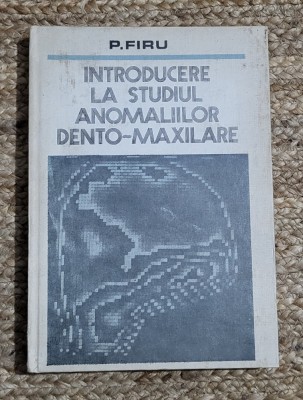 P.FIRU
INTRODUCERE
LA STUDIUL
ANOMALIILOR
DENTO-MAXILARE